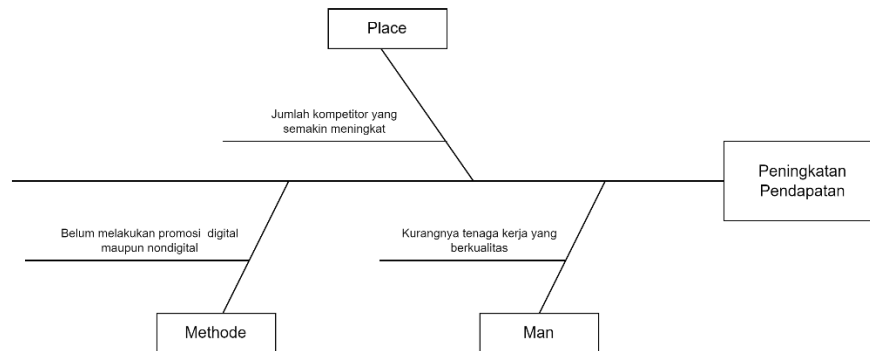 Place
Jumlah kompetitor yang
semakin meningkat
Peningkatan
Pendapatan
Belum melakukan promosi  digital
maupun nondigital
Kurangnya tenaga kerja yang
berkualitas
Methode
Man